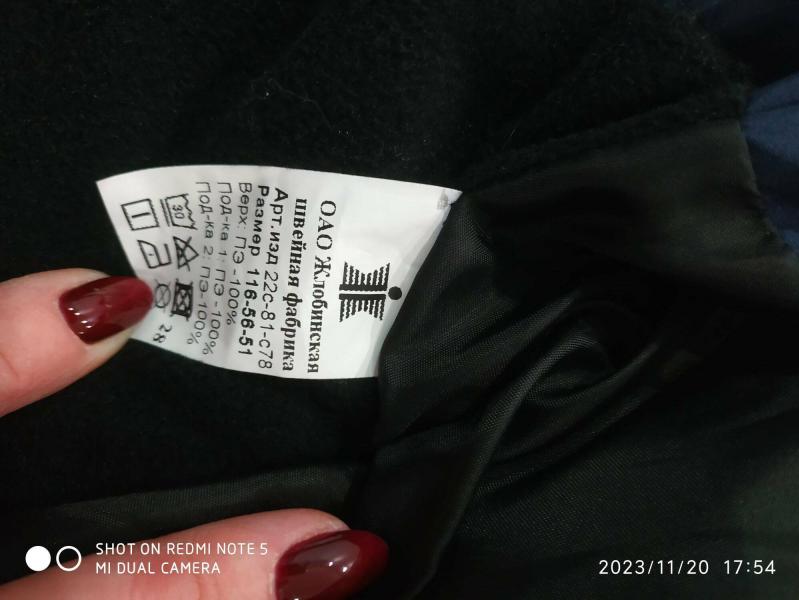 ОАО Жлобинская
швейная фабрика
Арт.изд 22с-81-с78
размер 116-56-51
Верх: ПЭ -100%
Под-ка 1: ПЭ -100%
Под-ка 2: ПЭ-100%
30
28
SHOT ON REDMI NOTE 5
MI DUAL CAMERA
2023/11/20 17:54